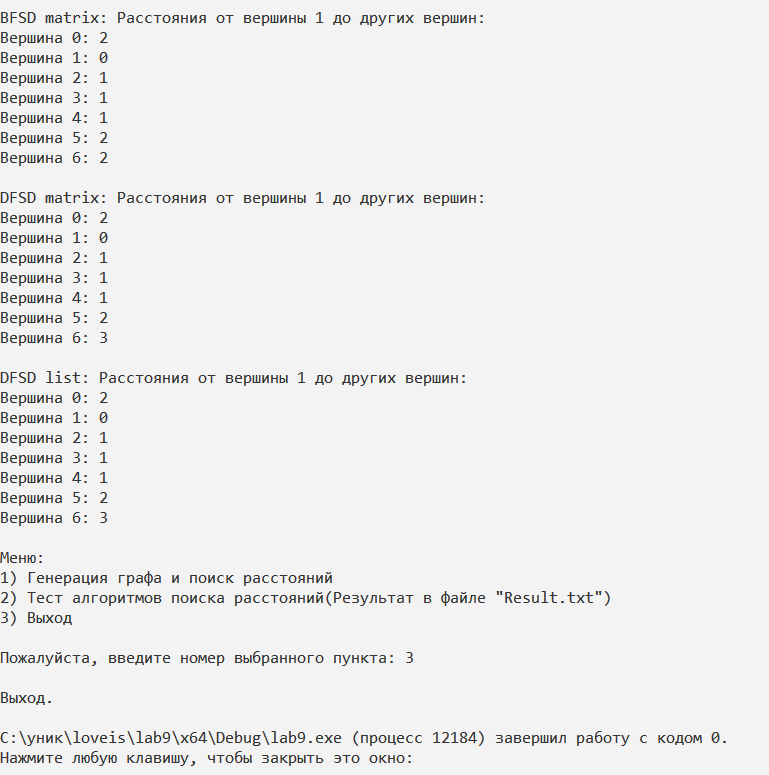 BFSD matrix: Расстояния от вершины 1 до других вершин:
Вершина 0: 2
Вершина 1: 0
Вершина 2: 1
Вершина 3: 1
Вершина 4: 1
Вершина 5: 2
Вершина 6: 2
DFSD matrix: Расстояния от вершины 1 до других вершин:
Вершина 0: 2
Вершина 1: 0
Вершина 2: 1
Вершина 3: 1
Вершина 4: 1
Вершина 5: 2
Вершина 6: 3
DFSD list: Расстояния от вершины 1 до других вершин:
Вершина 0: 2
Вершина 1: 0
Вершина 2: 1
Вершина 3: 1
Вершина 4: 1
Вершина 5: 2
Вершина 6: 3
Меню:
1) Генерация графа и поиск расстояний
2) Тест алгоритмов поиска расстояний(Результат в файле "Result.txt")
3) Выход
Пожалуйста, введите номер выбранного пункта: 3
Выход.
C:\уник\loveis\lab9\x64\Debug\lab9.exe (процесс 12184) завершил работу с кодом 0.
Нажмите любую клавишу, чтобы закрыть это окно: